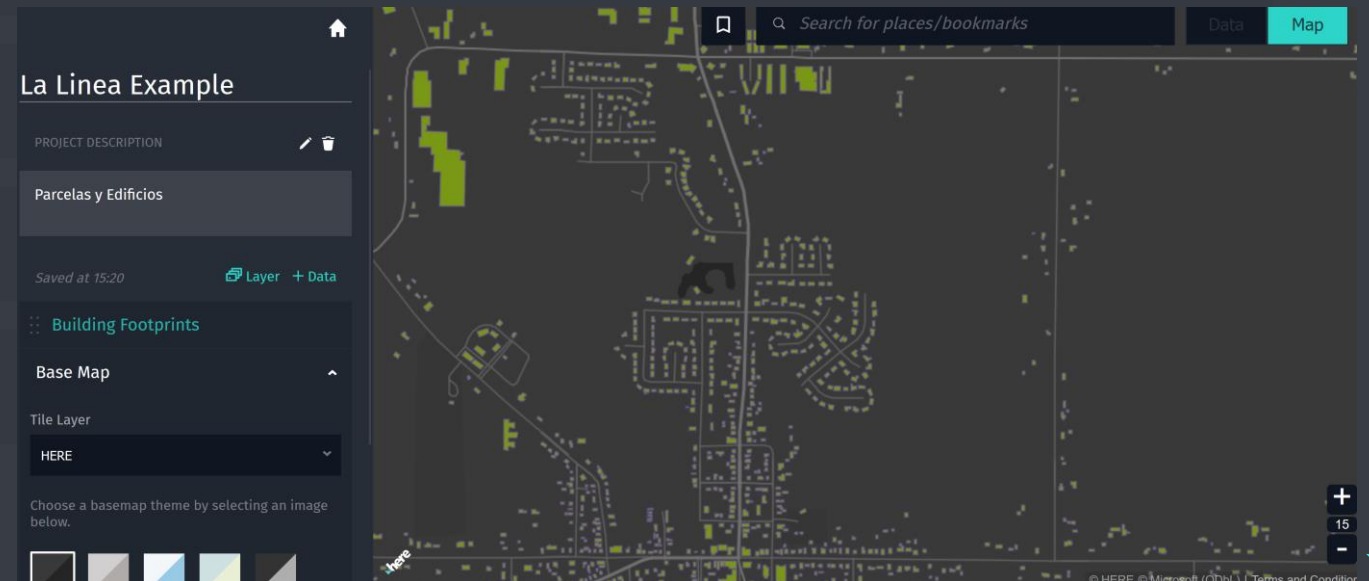 Search for places/bookmarks
Data
Map
La Linea Example
PROJECT DESCRIPTION
Parcelas y Edificios
Saved at 15:20
Layer
+ Data
Building Footprints
Base Map
Tile Layer
HERE
Choose a basemap theme by selecting an image
below.
+
15
-
here
© HERE © Microsoft (ODbL) | Terms and Condition